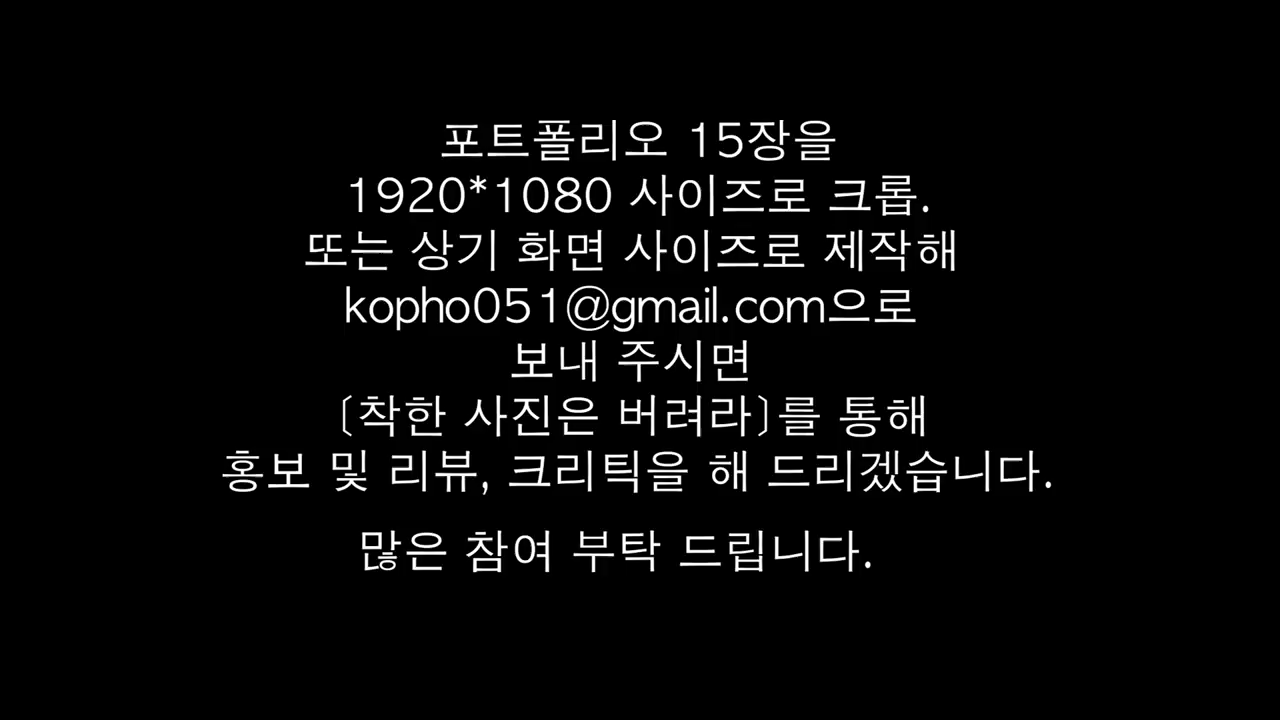 포트폴리오 15장을
1920*1080 사이즈로 크롭.
또는 상기 화면 사이즈로 제작해
kopho051@gmail.com으로
보내 주시면
〔착한 사진은 버려라〕를 통해
홍보 및 리뷰, 크리틱을 해 드리겠습니다.
많은 참여 부탁 드립니다.